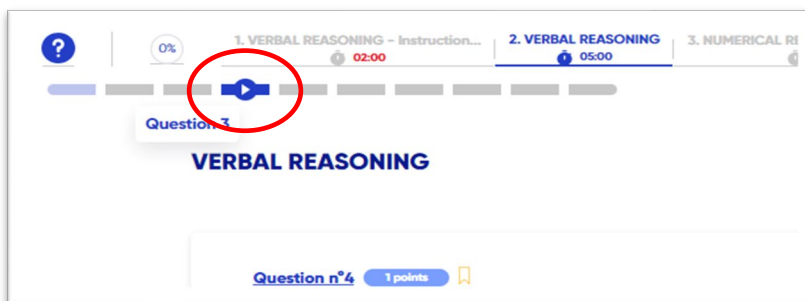 ?
0%
1. VERBAL REASONING - Instruction...
02:00
2. VERBAL REASONING
05:00
3. NUMERICAL RE
Question 3
VERBAL REASONING
Question n°4
1 points